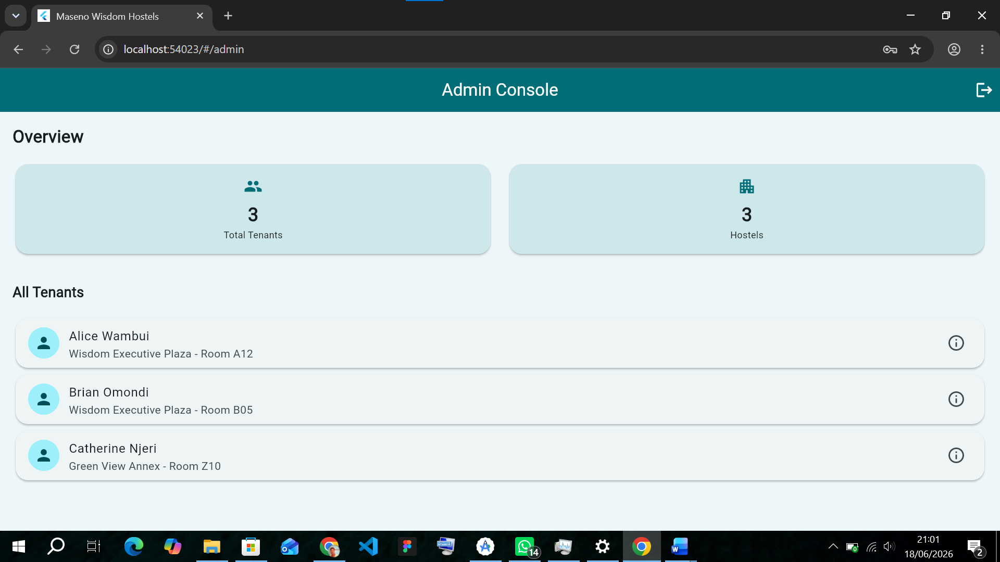 Maseno Wisdom Hostels
localhost:54023/#/admin
Admin Console
Overview
3
Total Tenants
3
Hostels
All Tenants
Alice Wambui
Wisdom Executive Plaza - Room A12
Brian Omondi
Wisdom Executive Plaza - Room B05
Catherine Njeri
Green View Annex - Room Z10
14
21:01
18/06/2026
2